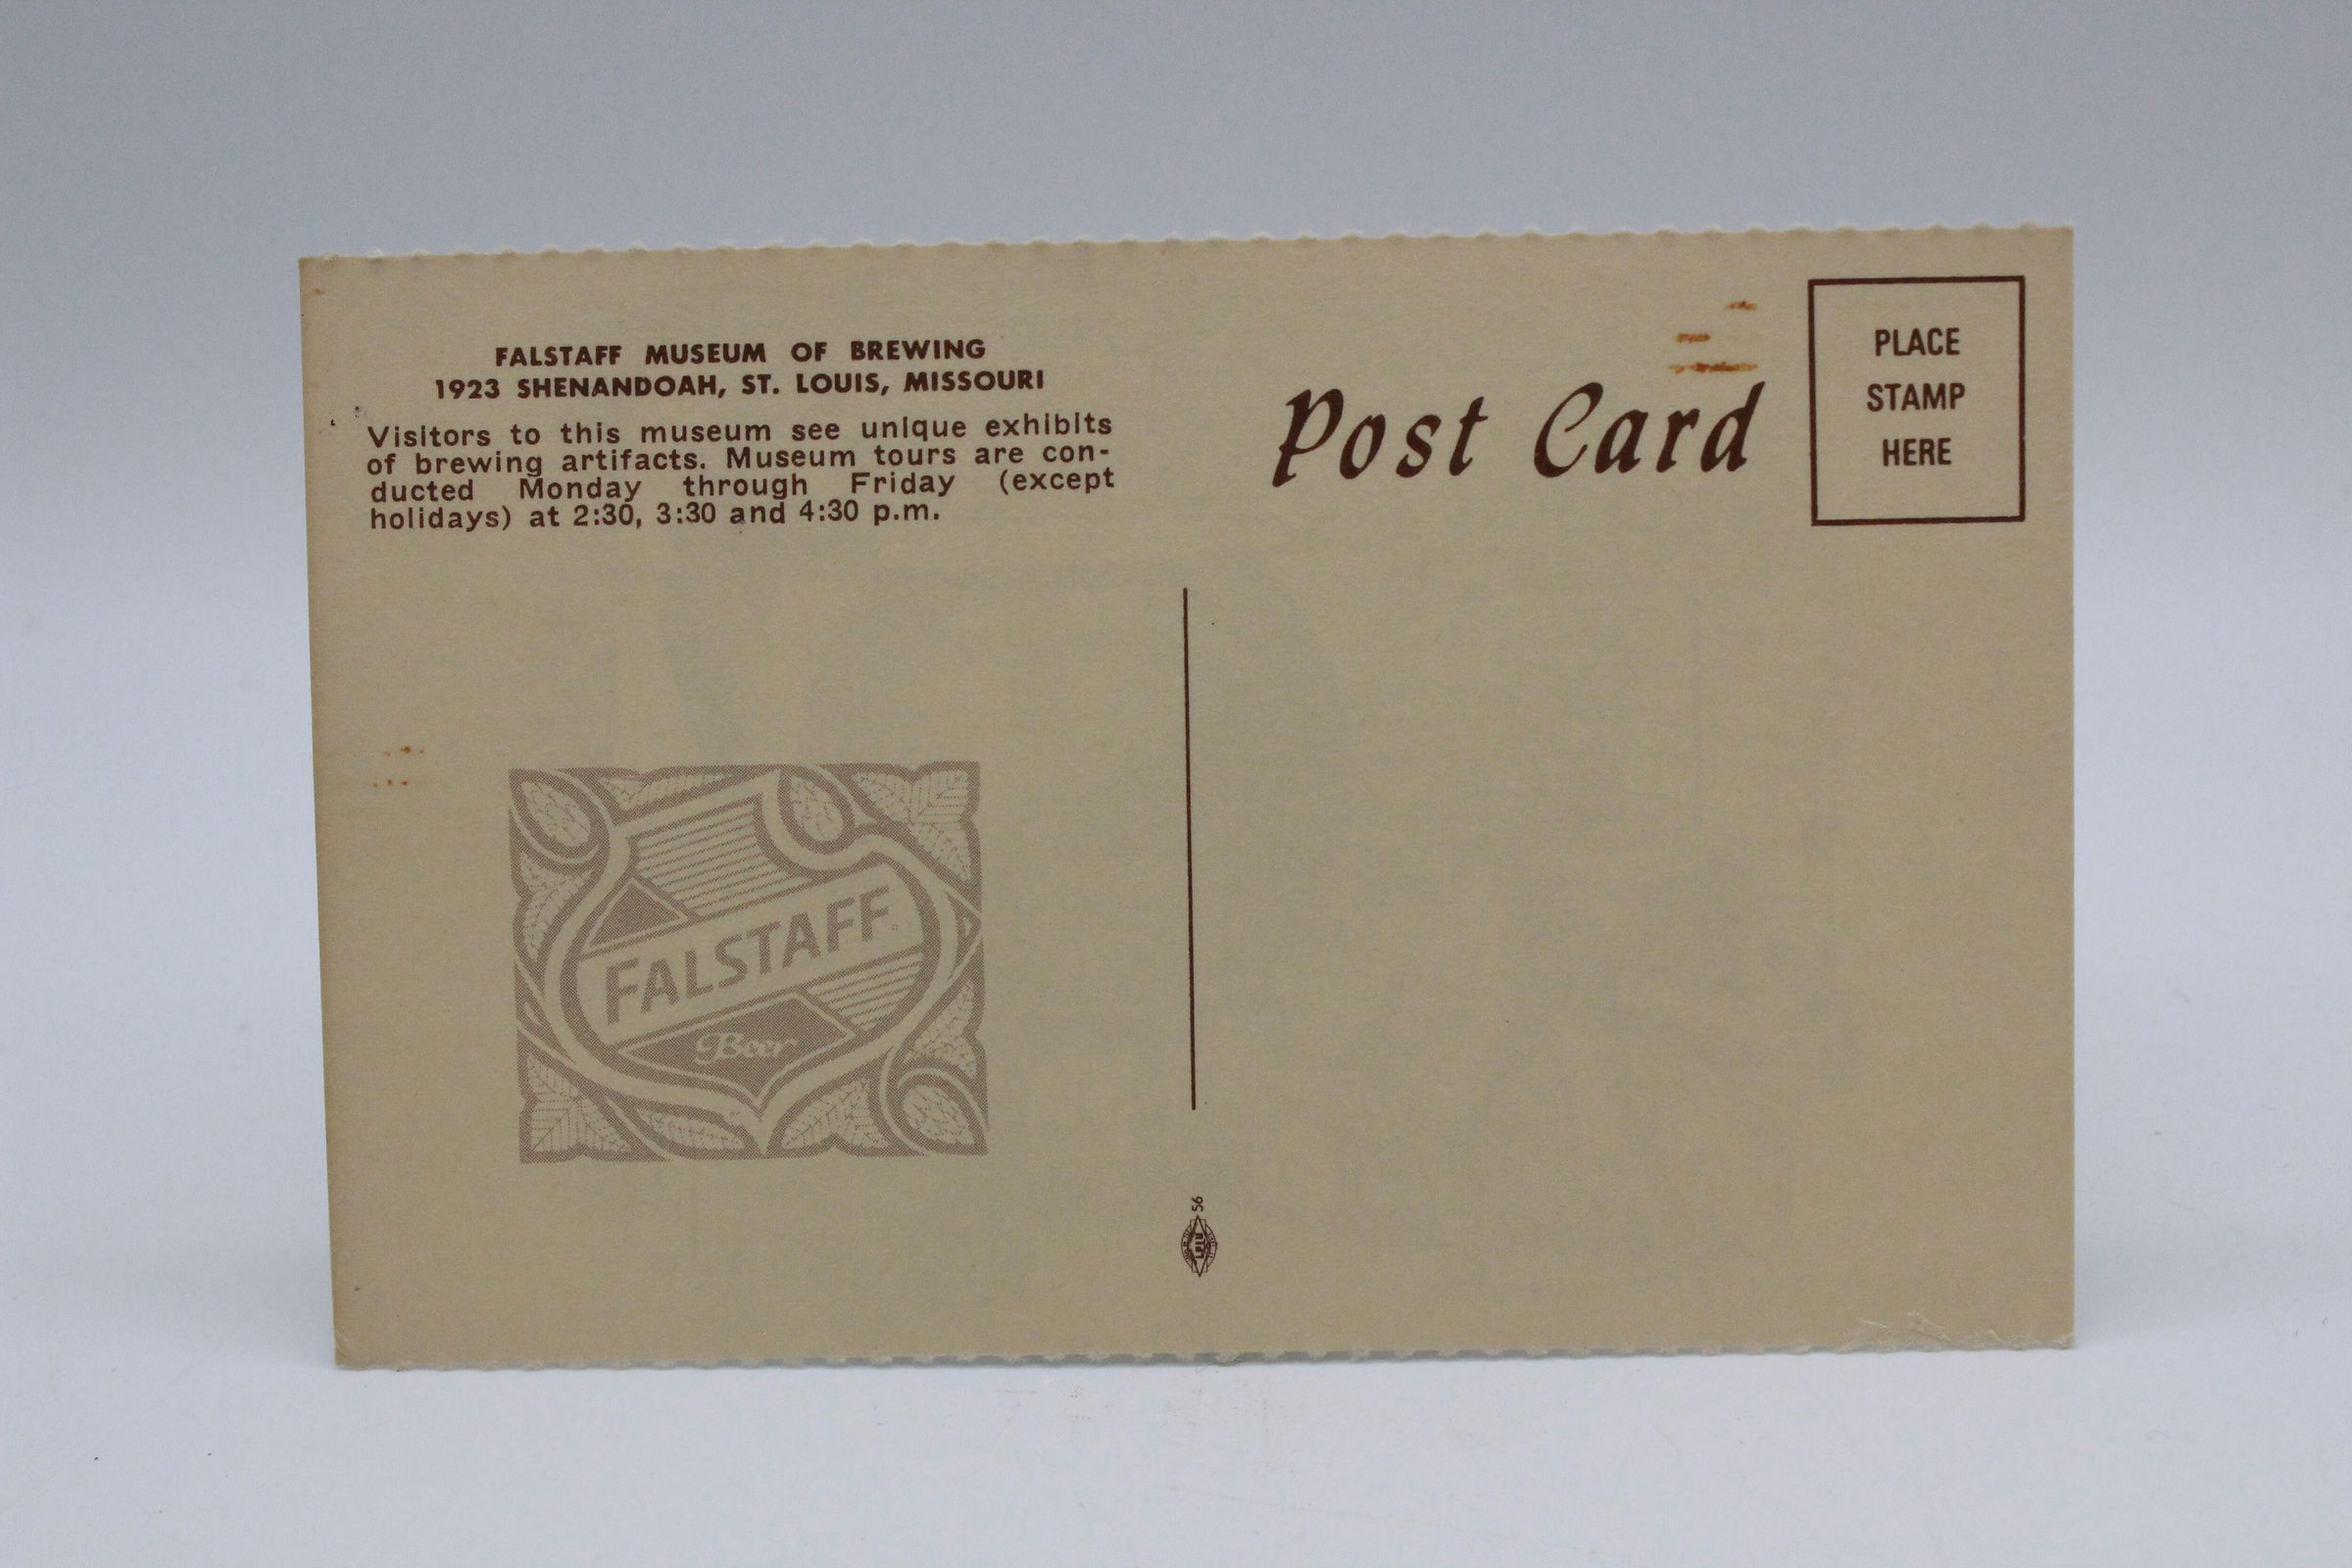 FALSTAFF MUSEUM OF BREWING
1923 SHENANDOAH, ST. LOUIS, MISSOURI
Visitors to this museum see unique exhibits
of brewing artifacts. Museum tours are con-
ducted Monday through Friday (except
holidays) at 2:30, 3:30 and 4:30 p.m.
Post Card
PLACE
STAMP
HERE
FALSTAFF
Beer
56